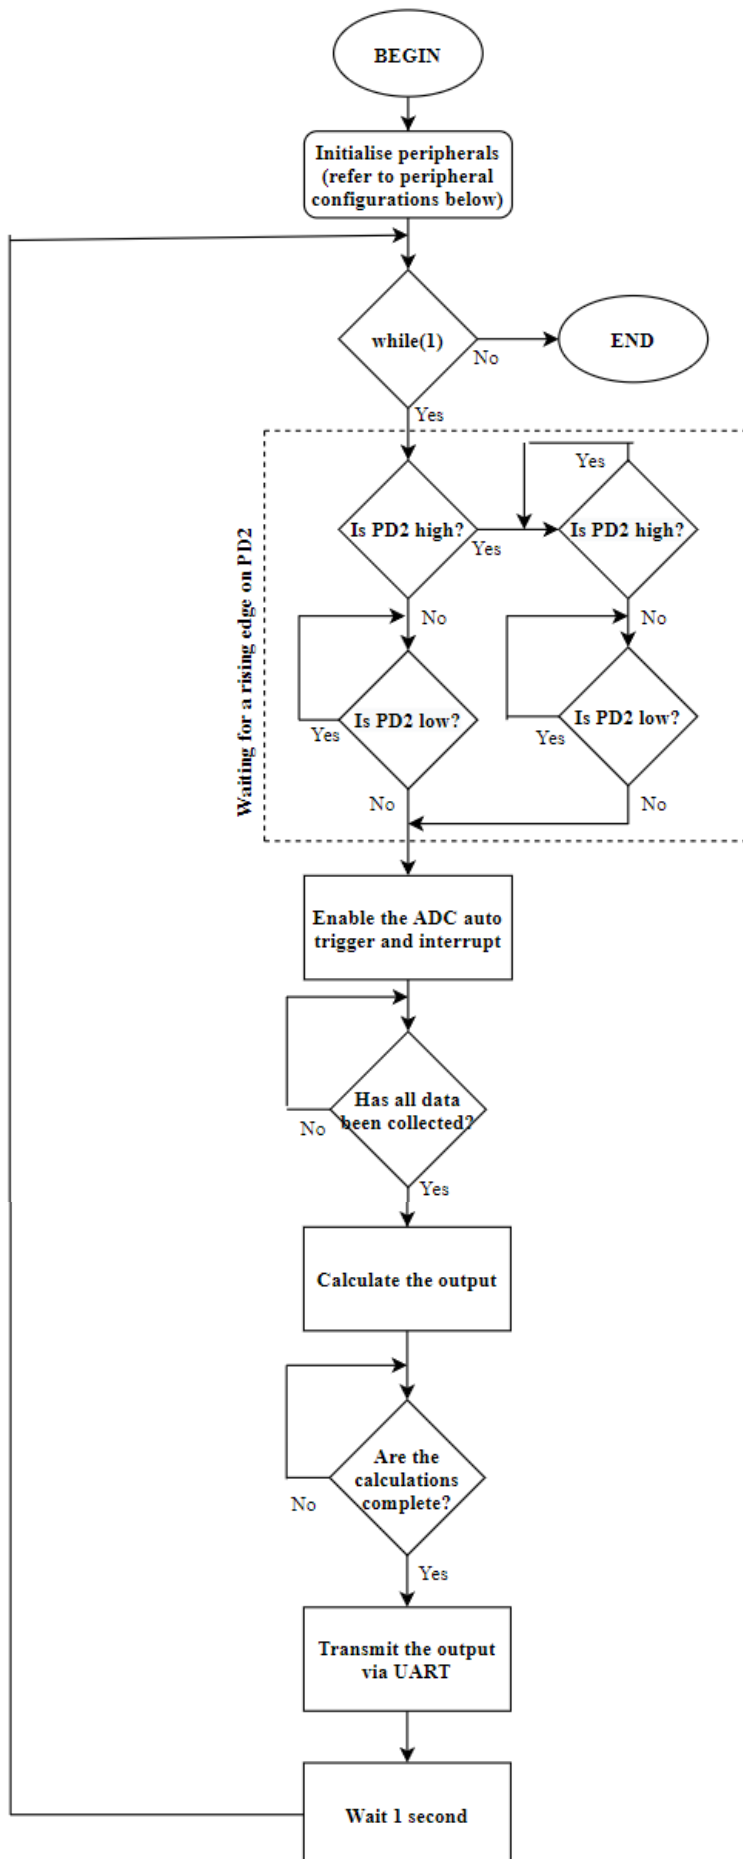 BEGIN
Initialise peripherals
(refer to peripheral
configurations below)
while(1)
No
END
Yes
Waiting for a rising edge on PD2
Is PD2 high?
Yes
Yes
Is PD2 high?
No
No
Is PD2 low?
Yes
Is PD2 low?
Yes
No
No
Enable the ADC auto
trigger and interrupt
Has all data
been collected?
No
Yes
Calculate the output
Are the
calculations
complete?
No
Yes
Transmit the output
via UART
Wait 1 second